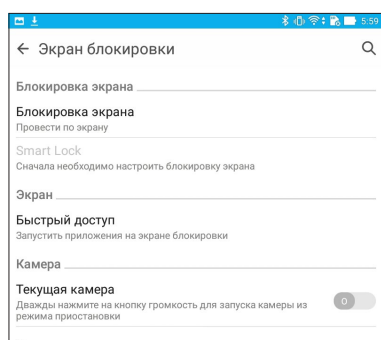 5:59
Экран блокировки
Блокировка экрана
Блокировка экрана
Провести по экрану
Smart Lock
Сначала необходимо настроить блокировку экрана
Экран
Быстрый доступ
Запустить приложения на экране блокировки
Камера
Текущая камера
Дважды нажмите на кнопку громкость для запуска камеры из
режима приостановки